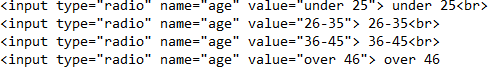 <input type="radio" name="age" value="under 25"> under 25<br>
<input type="radio" name="age" value="26-35"> 26-35<br>
<input type="radio" name="age" value="36-45"> 36-45<br>
<input type="radio" name="age" value="over 46"> over 46